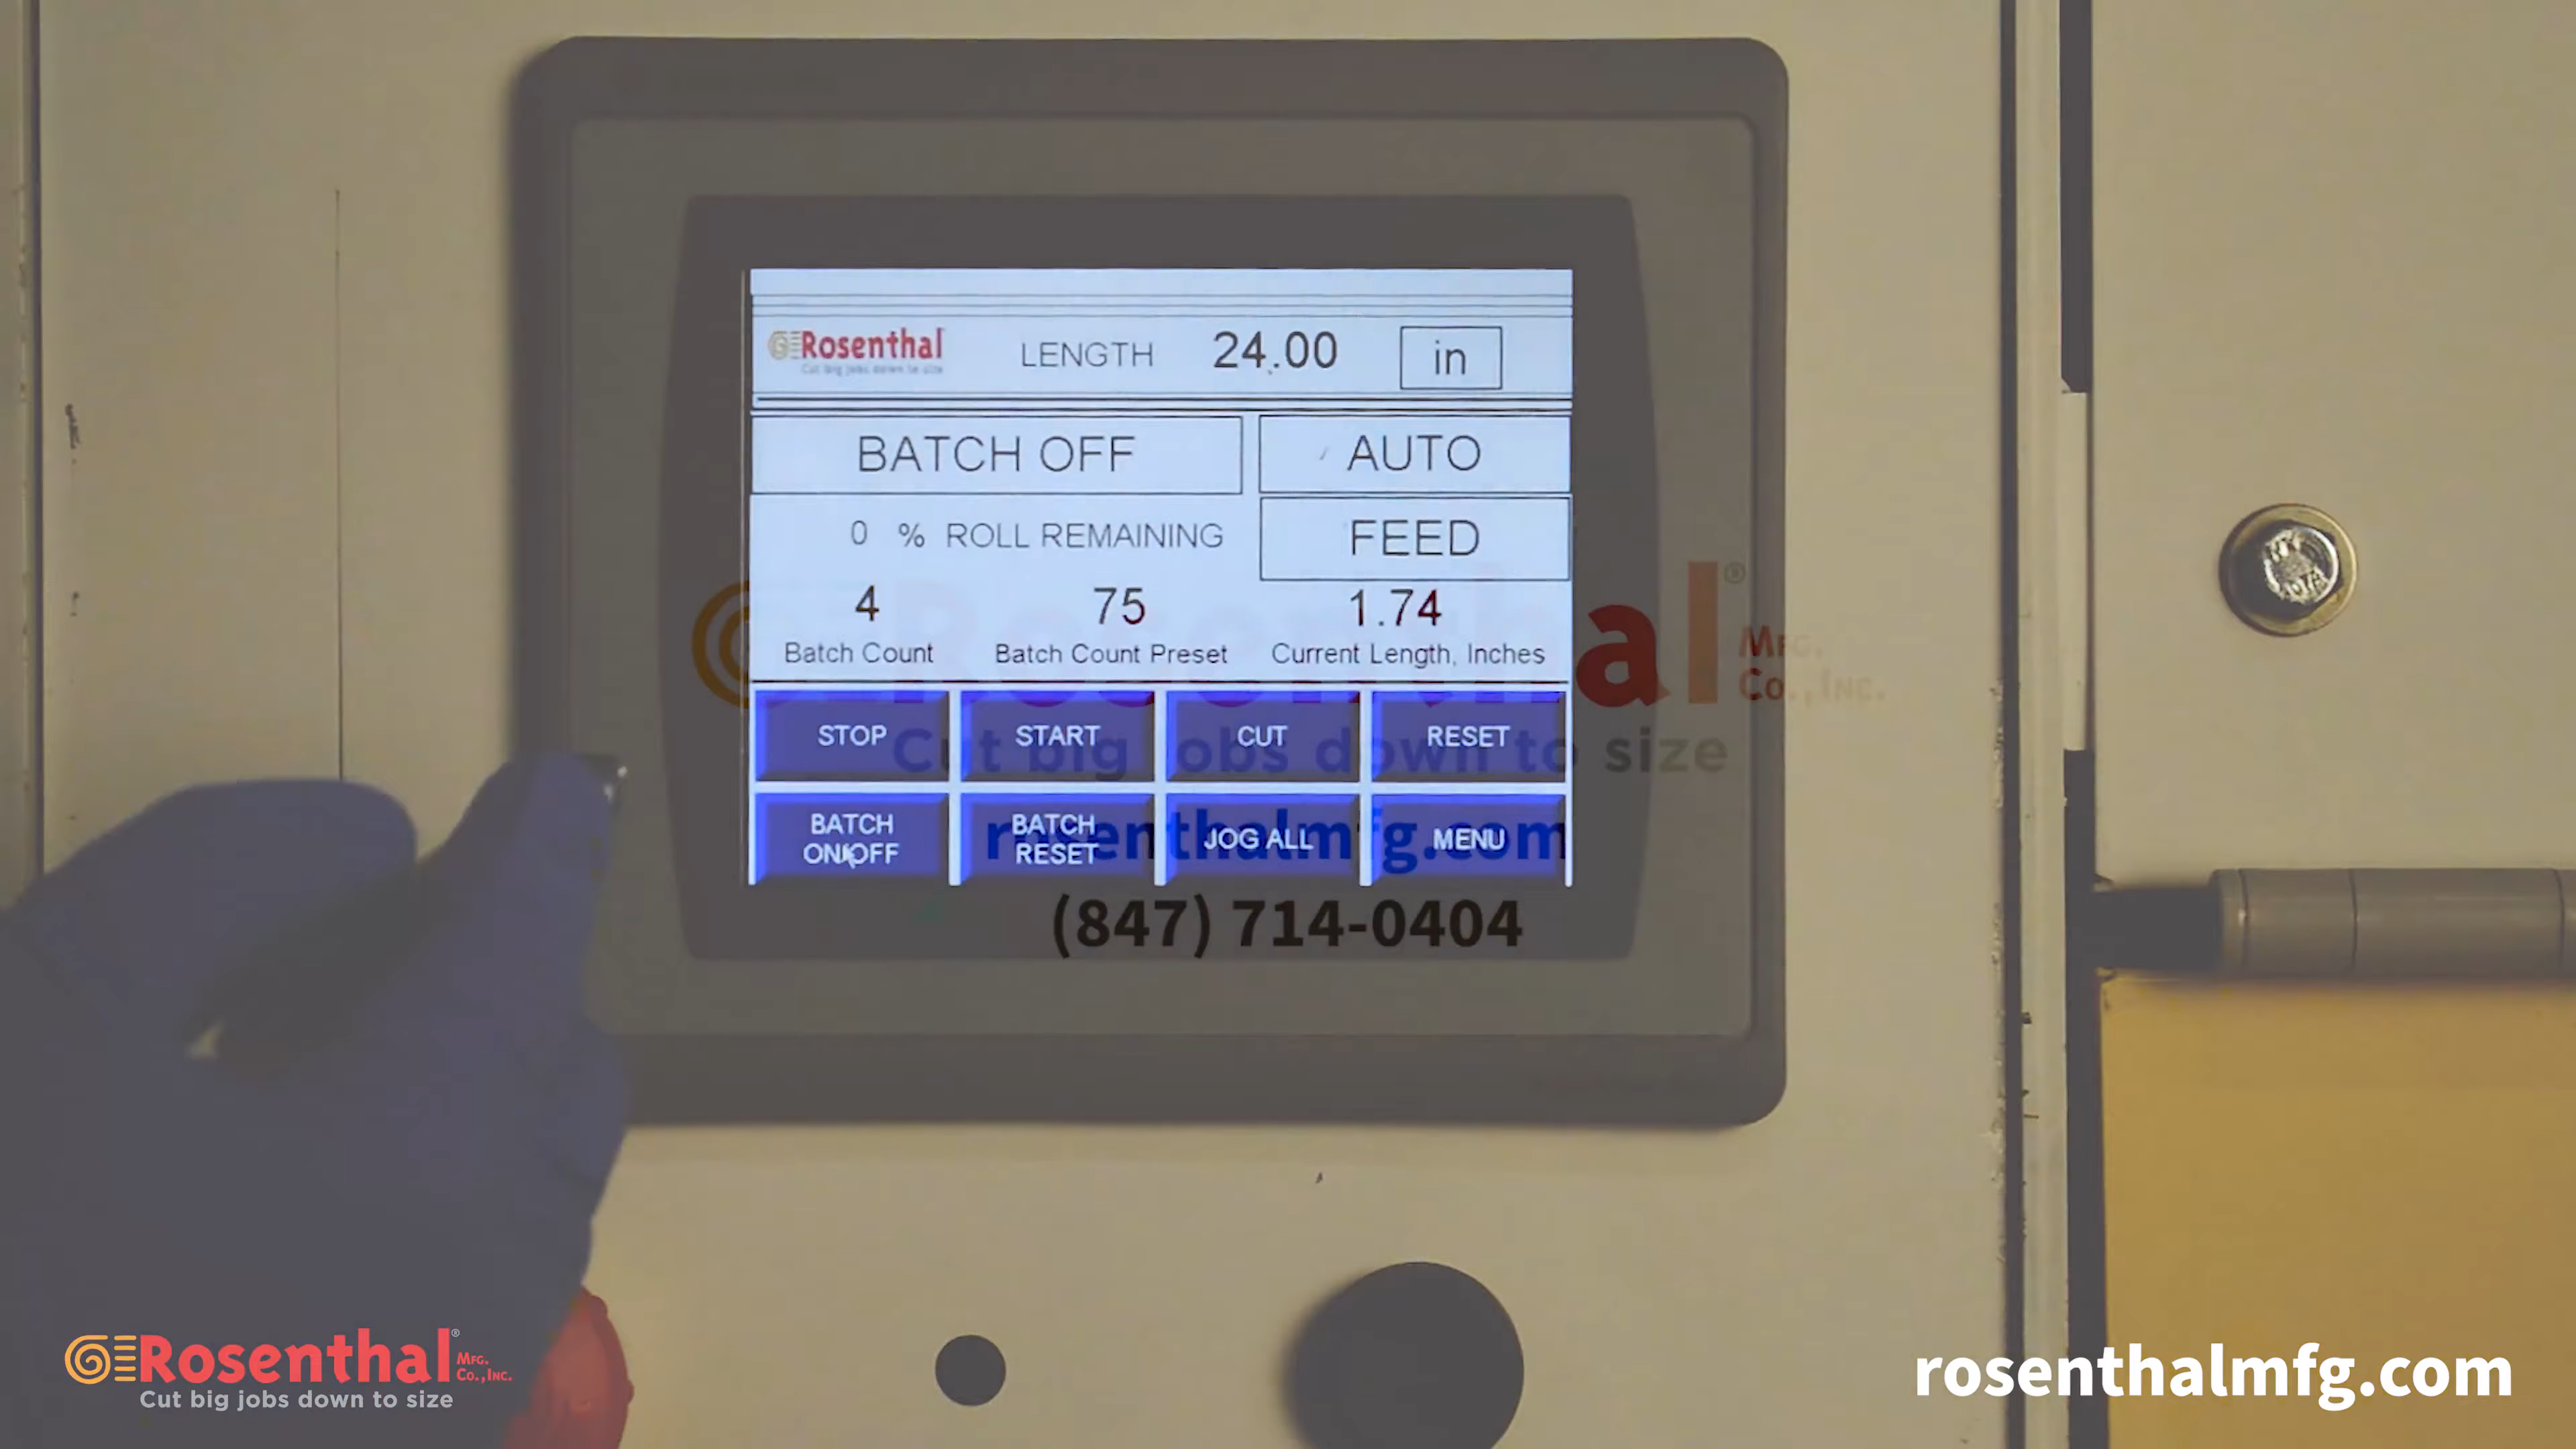 Rosenthal
Cut big jobs down to size
LENGTH 24.00 in
BATCH OFF AUTO
0 % ROLL REMAINING FEED
4 75 1.74
Batch Count Batch Count Preset Current Length, Inches
STOP START CUT RESET
BATCH ON/OFF BATCH RESET JOG ALL MENU
Rosenthal® MFG. CO., INC.
Cut big jobs down to size
rosenthalmfg.com
(847) 714-0404
Rosenthal® MFG. CO., INC.
Cut big jobs down to size
rosenthalmfg.com